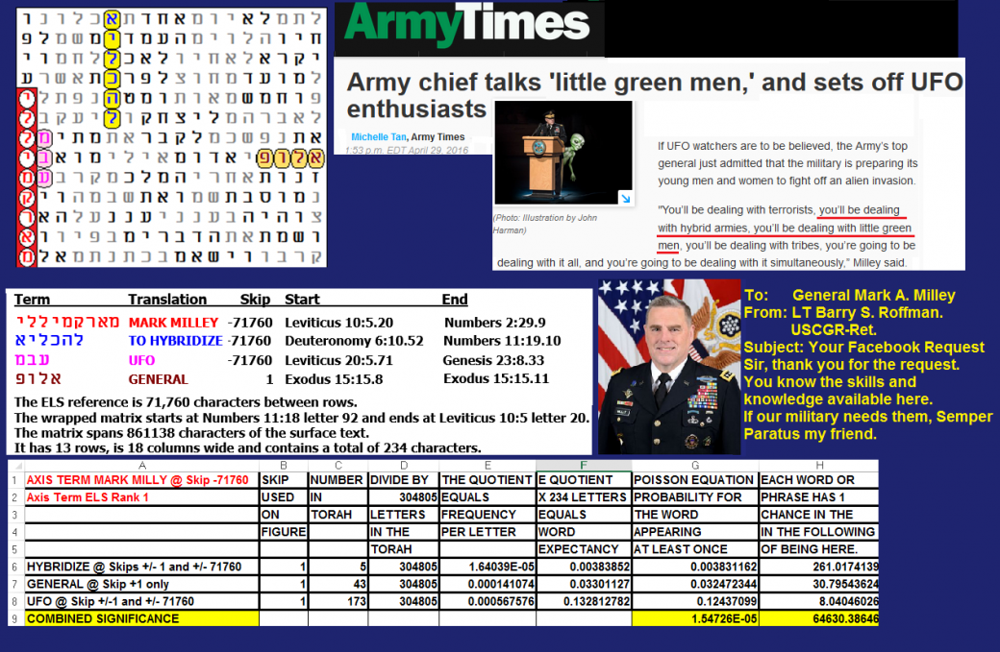 לתמלאיומאחדתאכלונו
חיוהלוימהעמדימשמלפ
יקראלאחיולאכללחמוי
למועדמחוצלפרכתאשרע
פוחמשמאותומטהנפתלי
לאברהמליצחקוליעקבל
אתנפשכמלקבראתמתימל
אלופיאדומאילימואבי
זנותאחריהמלכמקרבעמ
נמוסבתשמואתשבמהויק
צוהיהבענניעננעלהאר
ושמתאתהדברימבפיווא
קרבווישאמבכתנתמאלמ
ArmyTimes
Army chief talks 'little green men,' and sets off UFO
enthusiasts
Michelle Tan, Army Times
1:53 p.m. EDT April 29, 2016
(Photo: Illustration by John
Harman)
If UFO watchers are to be believed, the Army's top
general just admitted that the military is preparing its
young men and women to fight off an alien invasion.
"You'll be dealing with terrorists, you'll be dealing
with hybrid armies, you'll be dealing with little green
men, you'll be dealing with tribes, you're going to be
dealing with it all, and you're going to be dealing with it simultaneously," Milley said.
Term Translation Skip Start End
מארקמיללי MARK MILLEY -71760 Leviticus 10:5.20 Numbers 2:29.9
להכליא TO HYBRIDIZE -71760 Deuteronomy 6:10.52 Numbers 11:19.10
עבמ UFO -71760 Leviticus 20:5.71 Genesis 23:8.33
אלופ GENERAL 1 Exodus 15:15.8 Exodus 15:15.11
The ELS reference is 71,760 characters between rows.
The wrapped matrix starts at Numbers 11:18 letter 92 and ends at Leviticus 10:5 letter 20.
The matrix spans 861138 characters of the surface text.
It has 13 rows, is 18 columns wide and contains a total of 234 characters.
To: General Mark A. Milley
From: LT Barry S. Roffman.
USCGR-Ret.
Subject: Your Facebook Request
Sir, thank you for the request.
You know the skills and
knowledge available here.
If our military needs them, Semper
Paratus my friend.
A B C D E F G H
1 AXIS TERM MARK MILLY @ Skip -71760 SKIP NUMBER DIVIDE BY THE QUOTIENT E QUOTIENT POISSON EQUATION EACH WORD OR
2 Axis Term ELS Rank 1 USED IN 304805 EQUALS X 234 LETTERS PROBABILITY FOR PHRASE HAS 1
3 ON TORAH LETTERS FREQUENCY EQUALS THE WORD CHANCE IN THE
4 FIGURE IN THE PER LETTER WORD APPEARING IN THE FOLLOWING
5 TORAH EXPECTANCY AT LEAST ONCE OF BEING HERE.
6 HYBRIDIZE @ Skips +/- 1 and +/- 71760 1 5 304805 1.64039E-05 0.00383852 0.003831162 261.0174139
7 GENERAL @ Skip +1 only 1 43 304805 0.000141074 0.03301127 0.032472344 30.79543624
8 UFO @ Skip +/-1 and +/- 71760 1 173 304805 0.000567576 0.132812782 0.12437099 8.04046026
9 COMBINED SIGNIFICANCE 1.54726E-05 64630.38646